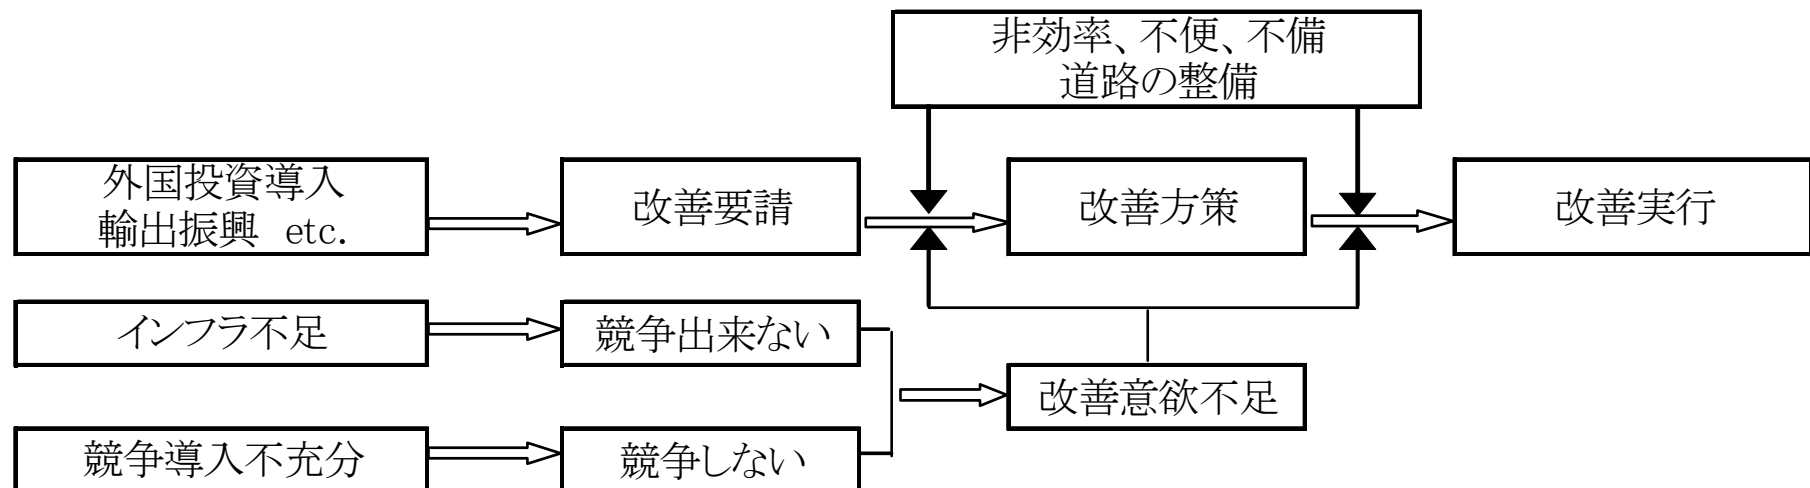 非効率、不便、不備
道路の整備
外国投資導入
輸出振興 etc.
改善要請
改善方策
改善実行
インフラ不足
競争出来ない
改善意欲不足
競争導入不充分
競争しない